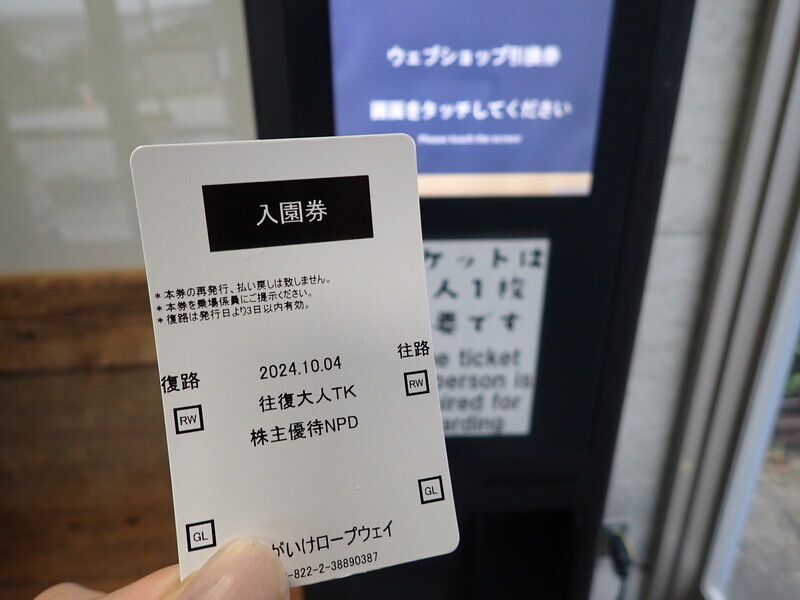 ウェブショップ引換券
画面をタッチしてください
Please touch the screen
入園券
*本券の再発行、払い戻しは致しません。
*本券を乗場係員にご提示ください。
*復路は発行日より3日以内有効。
復路
2024.10.04
往路
RW
往復大人TK
RW
株主優待NPD
GL
GL
がいけロープウェイ
-822-2-38890387
ケットは
人1枚
要です
e ticket
person is
ired for
arding